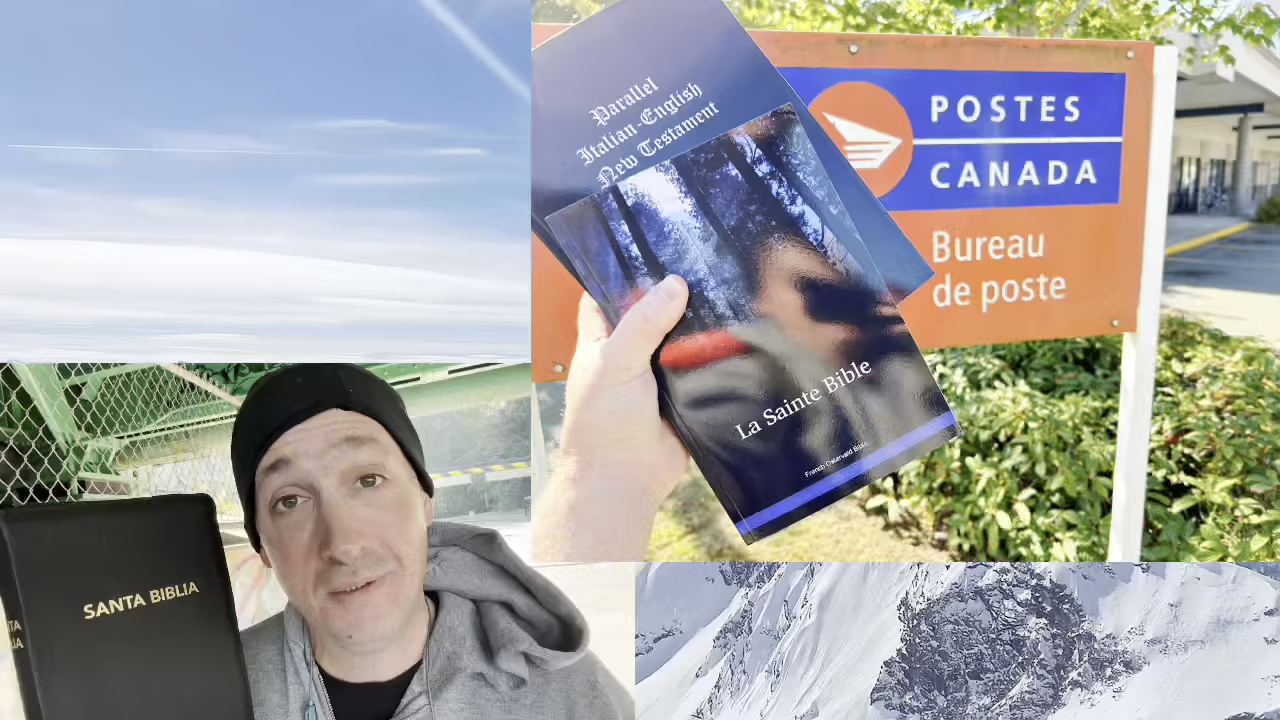 Parallel
Italian-English
New Testament
La Sainte Bible
French Ostervald Bible
POSTES
CANADA
Bureau
de poste
SANTA BIBLIA